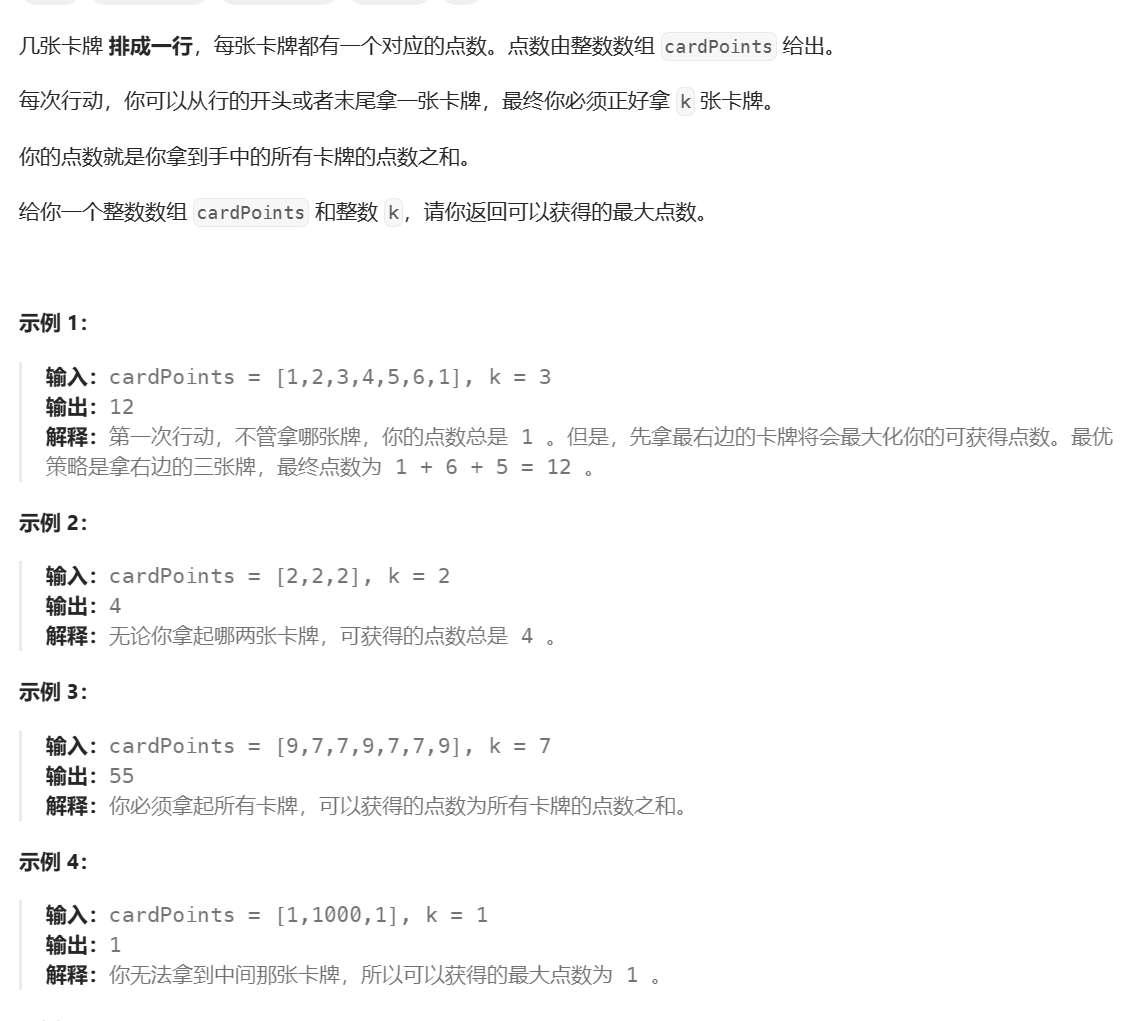 几张卡牌 排成一行，每张卡牌都有一个对应的点数。点数由整数数组 cardPoints 给出。
每次行动，你可以从行的开头或者末尾拿一张卡牌，最终你必须正好拿 k 张卡牌。
你的点数就是你拿到手中的所有卡牌的点数之和。
给你一个整数数组 cardPoints 和整数 k，请你返回可以获得的最大点数。
示例 1：
输入：cardPoints = [1,2,3,4,5,6,1], k = 3
输出：12
解释：第一次行动，不管拿哪张牌，你的点数总是 1 。但是，先拿最右边的卡牌将会最大化你的可获得点数。最优
策略是拿右边的三张牌，最终点数为 1 + 6 + 5 = 12 。
示例 2：
输入：cardPoints = [2,2,2], k = 2
输出：4
解释：无论你拿起哪两张卡牌，可获得的点数总是 4 。
示例 3：
输入：cardPoints = [9,7,7,9,7,7,9], k = 7
输出：55
解释：你必须拿起所有卡牌，可以获得的点数为所有卡牌的点数之和。
示例 4：
输入：cardPoints = [1,1000,1], k = 1
输出：1
解释：你无法拿到中间那张卡牌，所以可以获得的最大点数为 1 。